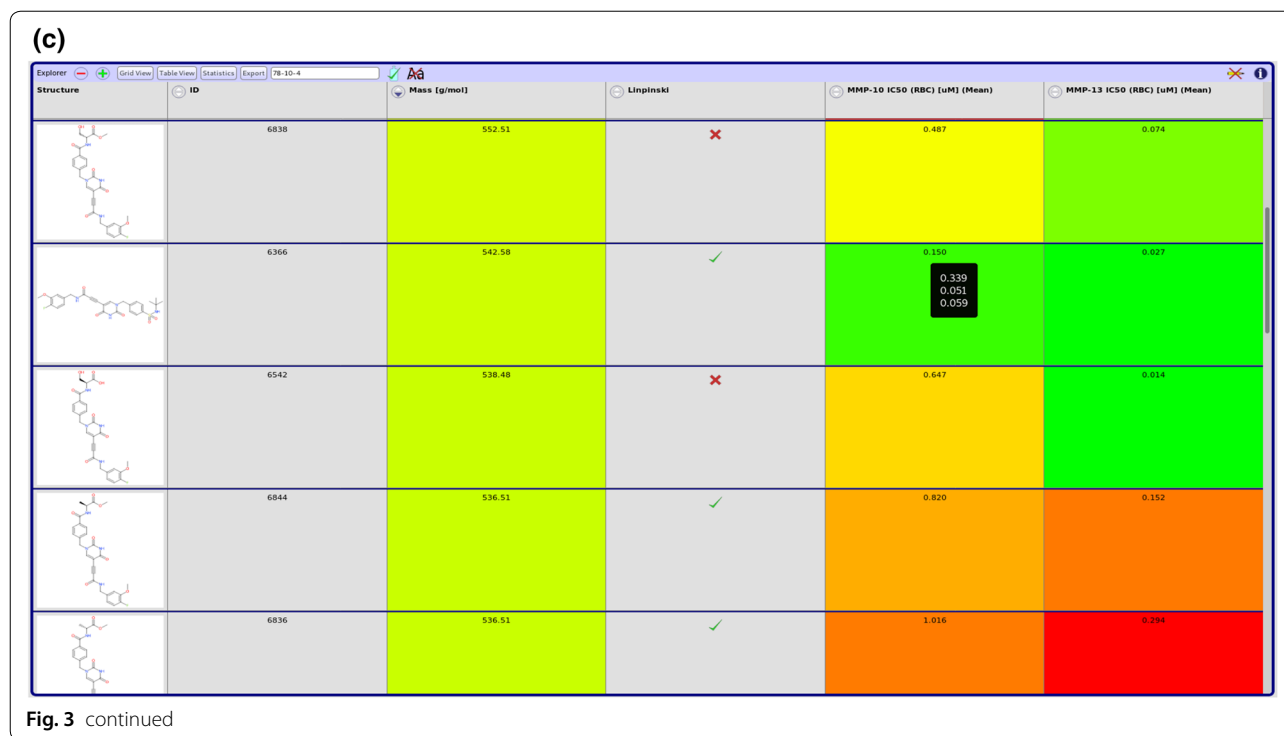 (c)
Explorer Grid View Table View Statistics Export 78-10-4 Aa
Structure ID Mass [g/mol] Linpinski MMP-10 IC50 (RBC) [uM] (Mean) MMP-13 IC50 (RBC) [uM] (Mean)
6838 552.51 0.487 0.074
6366 542.58 0.150 0.027
0.339
0.051
0.059
6542 538.48 0.647 0.014
6844 536.51 0.820 0.152
6836 536.51 1.016 0.294
Fig. 3 continued